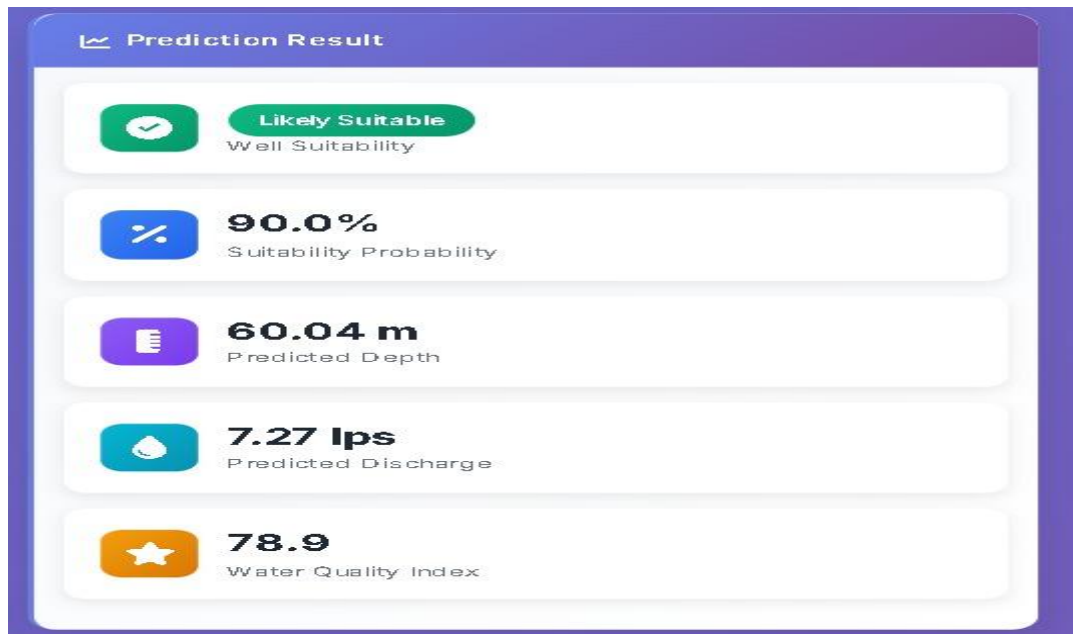 Prediction Result
Likely Suitable
Well Suitability
90.0%
Suitability Probability
60.04 m
Predicted Depth
7.27 lps
Predicted Discharge
78.9
Water Quality Index